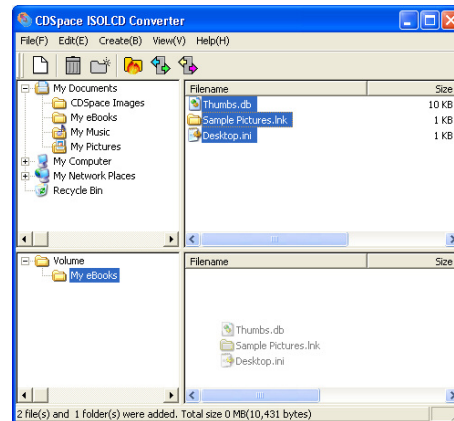 CDSpace ISOLCD Converter
File(F) Edit(E) Create(B) View(V) Help(H)
My Documents
CDSpace Images
My eBooks
My Music
My Pictures
My Computer
My Network Places
Recycle Bin
Filename Size
Thumbs.db 10 KB
Sample Pictures.lnk 1 KB
Desktop.ini 1 KB
Volume
My eBooks
Filename Size
Thumbs.db
Sample Pictures.lnk
Desktop.ini
2 file(s) and 1 folder(s) were added. Total size 0 MB(10,431 bytes)